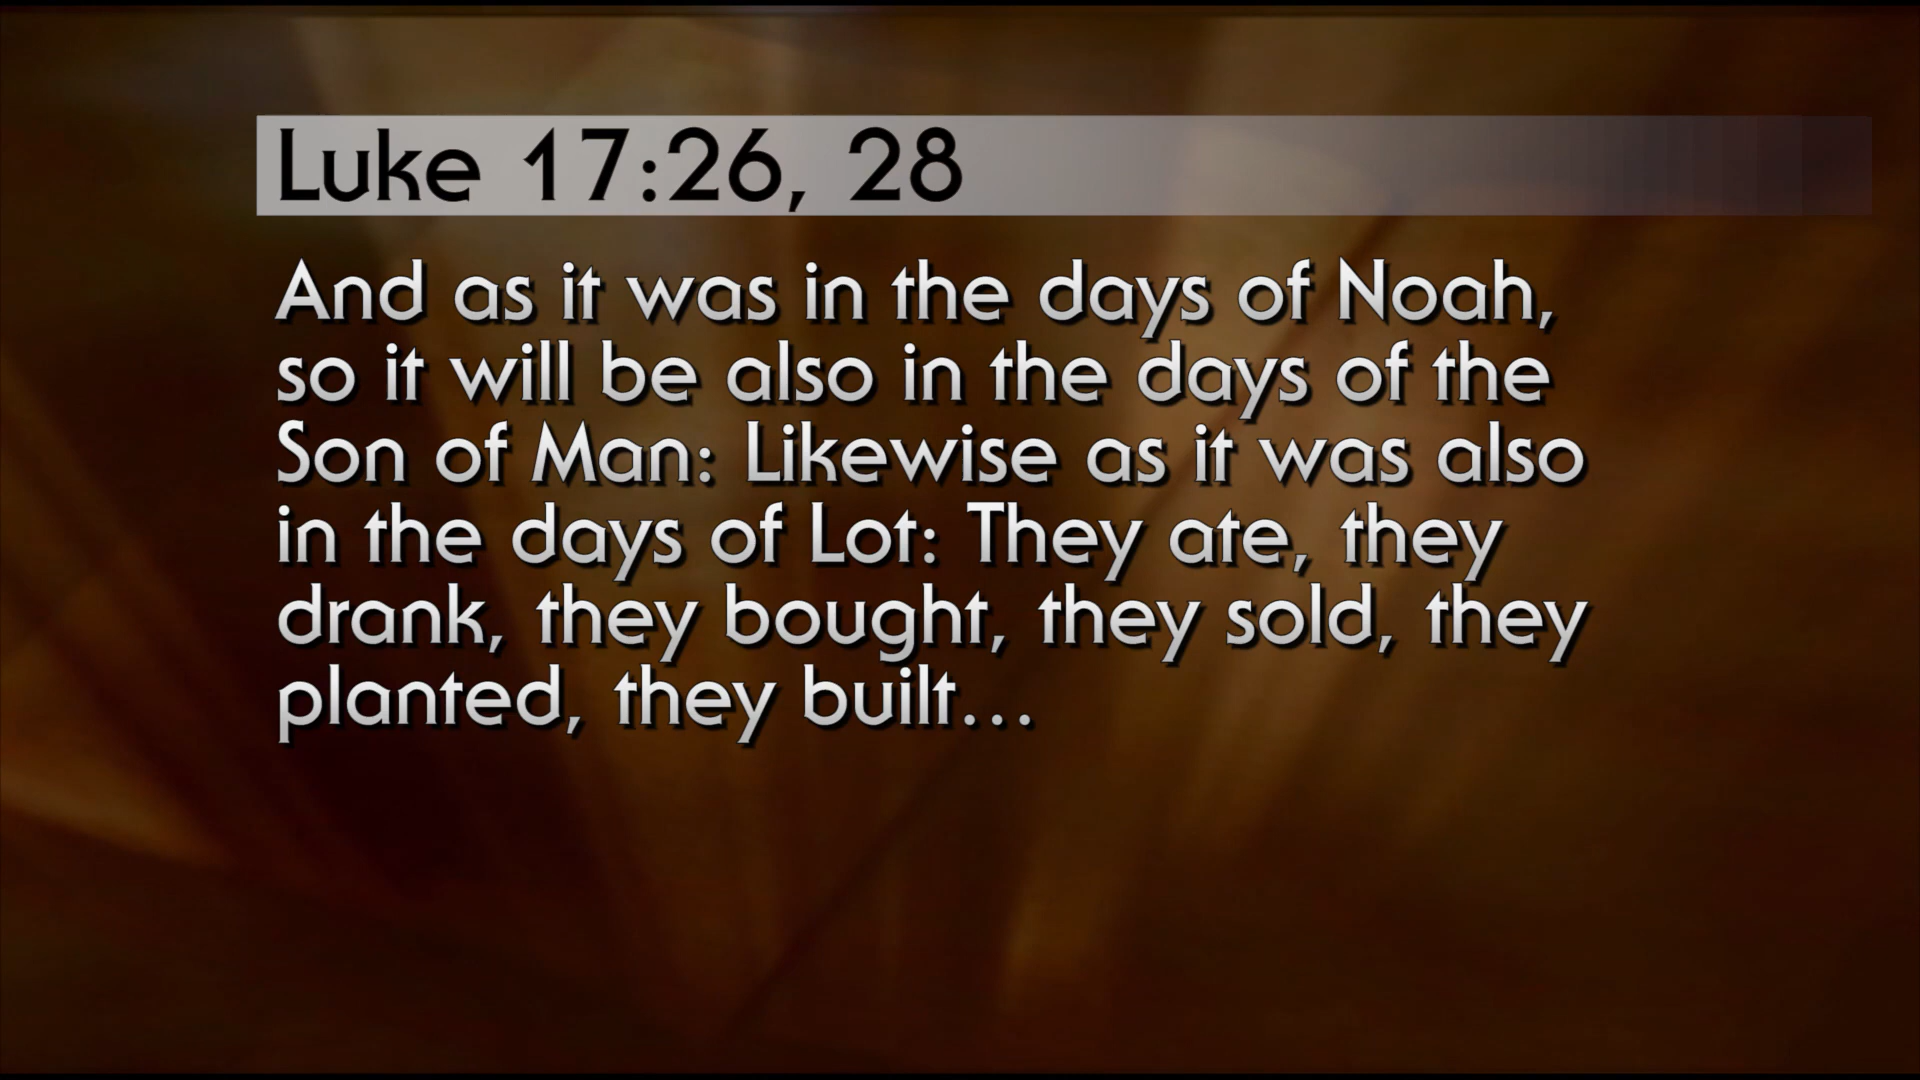 Luke 17:26, 28
And as it was in the days of Noah,
so it will be also in the days of the
Son of Man: Likewise as it was also
in the days of Lot: They ate, they
drank, they bought, they sold, they
planted, they built...